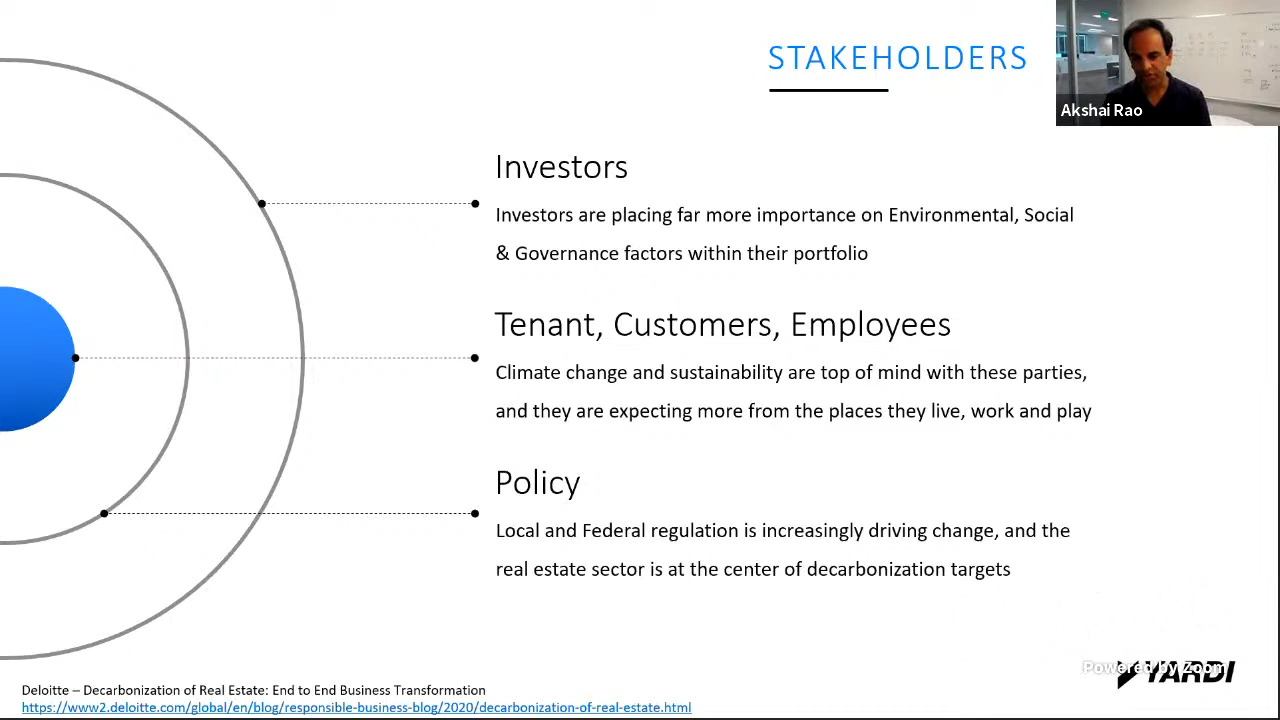 STAKEHOLDERS
Akshai Rao
Investors
Investors are placing far more importance on Environmental, Social
& Governance factors within their portfolio
Tenant, Customers, Employees
Climate change and sustainability are top of mind with these parties,
and they are expecting more from the places they live, work and play
Policy
Local and Federal regulation is increasingly driving change, and the
real estate sector is at the center of decarbonization targets
Powered by Zoom
YARDI
Deloitte – Decarbonization of Real Estate: End to End Business Transformation
https://www2.deloitte.com/global/en/blog/responsible-business-blog/2020/decarbonization-of-real-estate.html